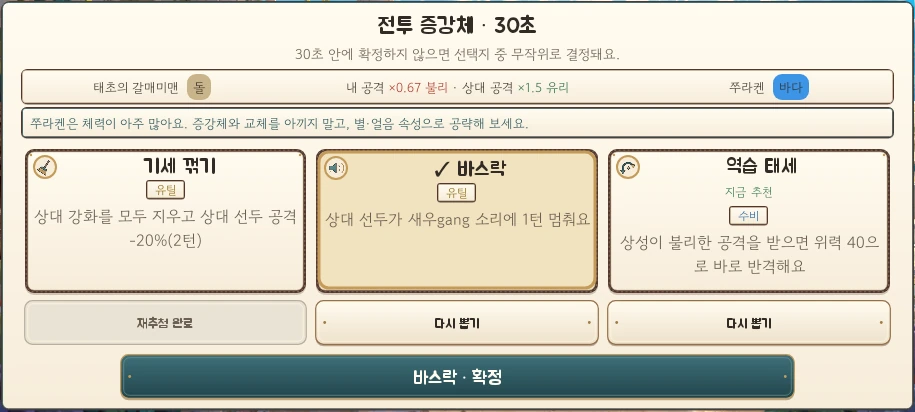 전투 증강체 · 30초
30초 안에 확정하지 않으면 선택지 중 무작위로 결정돼요.
태초의 갈매기맨 돌 내 공격 ×0.67 불리 · 상대 공격 ×1.5 유리 쭈라켄 바다
쭈라켄은 체력이 아주 많아요. 증강체와 교체를 아끼지 말고, 별·얼음 속성으로 공략해 보세요.
기세 꺾기
유틸
상대 강화를 모두 지우고 상대 선두 공격
-20%(2턴)
✓ 바스락
유틸
상대 선두가 새우gang 소리에 1턴 멈춰요
역습 태세
지금 추천
수비
상성이 불리한 공격을 받으면 위력 40으
로 바로 반격해요
재추첨 완료
다시 뽑기
다시 뽑기
바스락 · 확정